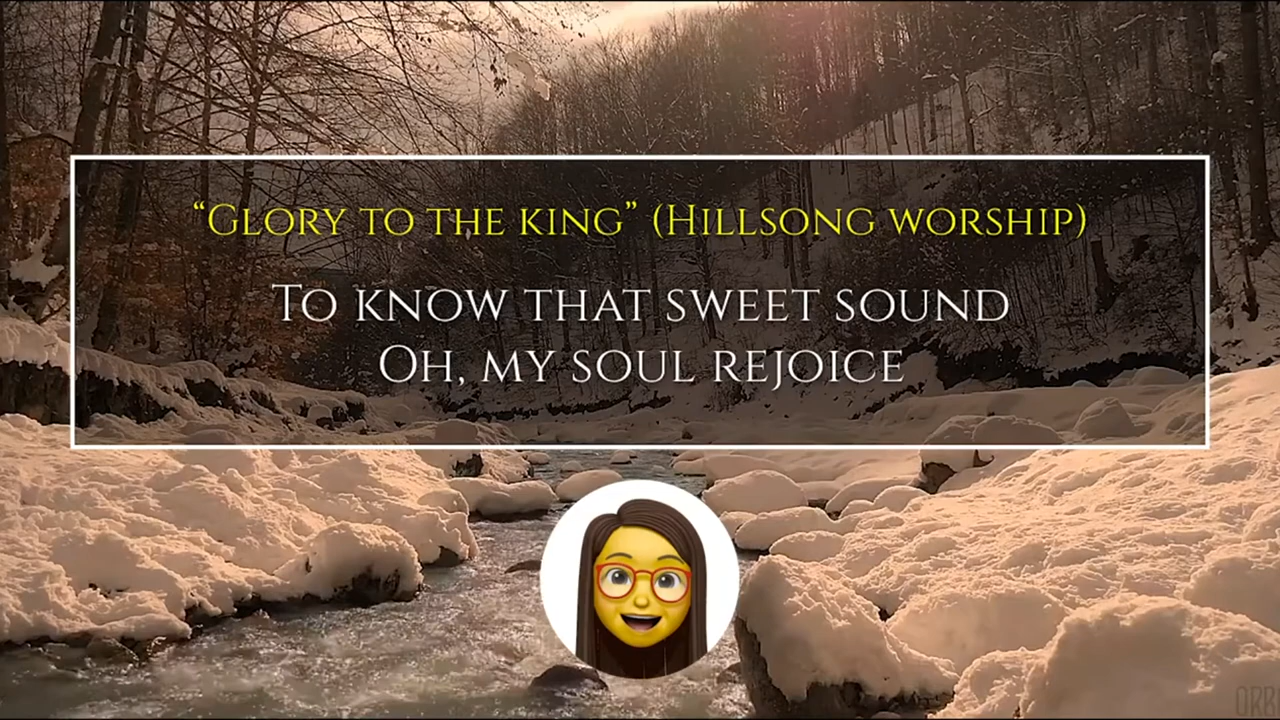 “Glory to the king” (Hillsong worship)
To know that sweet sound
Oh, my soul rejoice